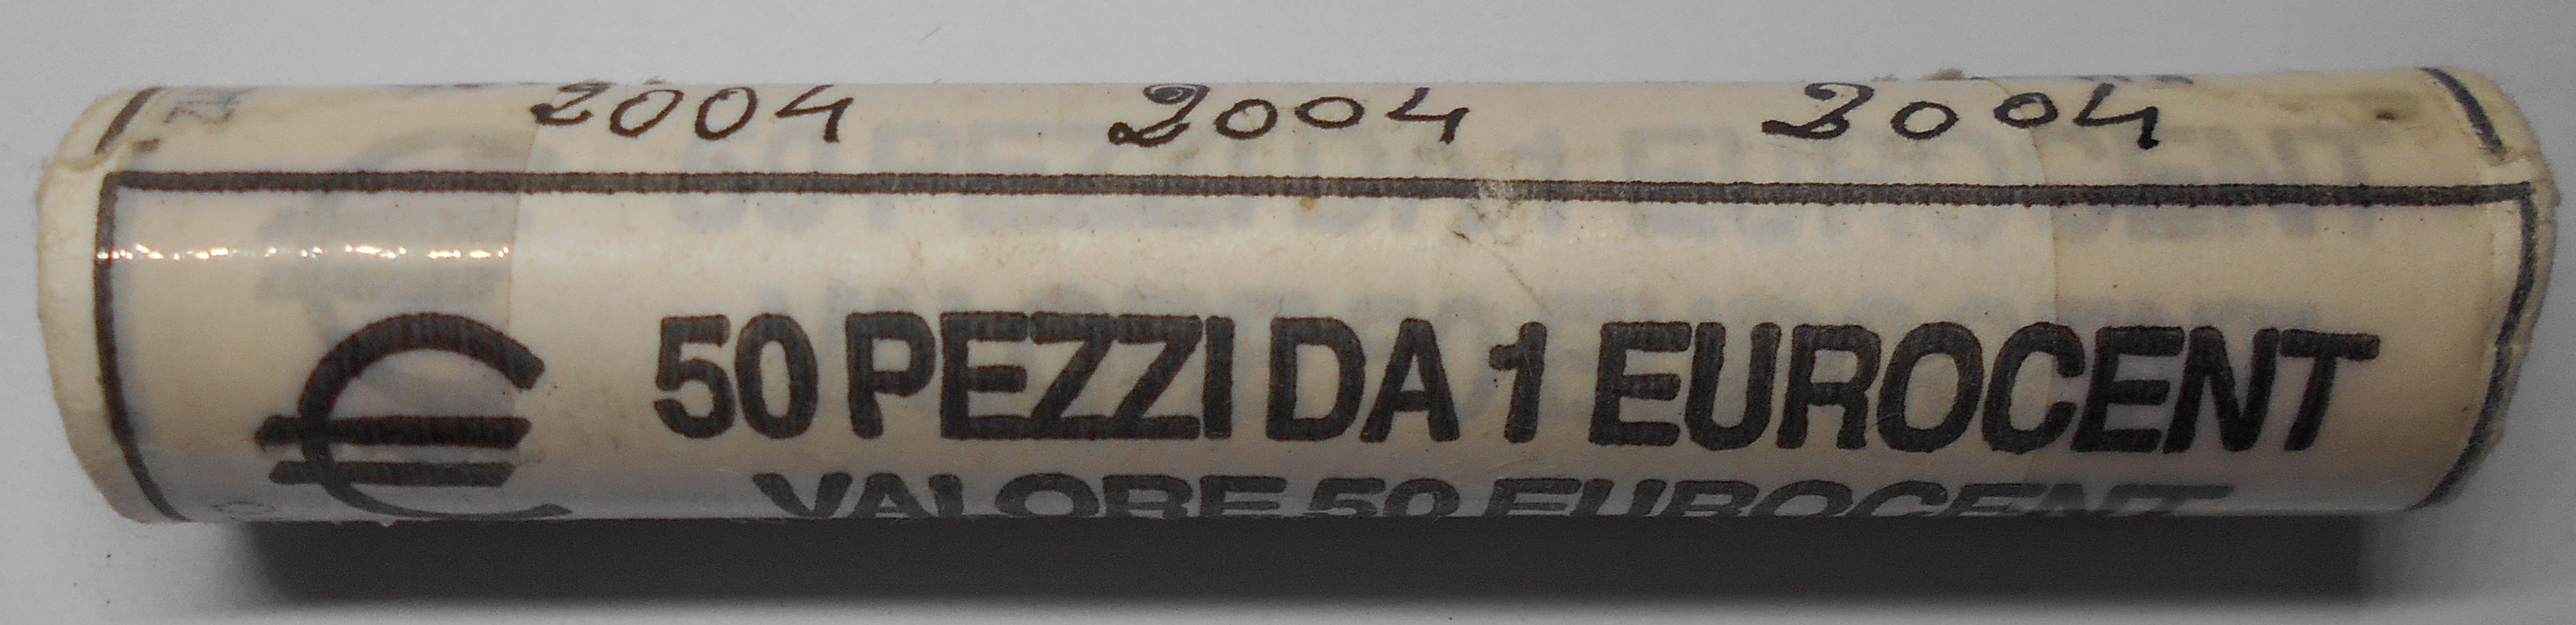 2004 2004 2004
€ 50 PEZZI DA 1 EUROCENT
VALORE 50 EUROCENT